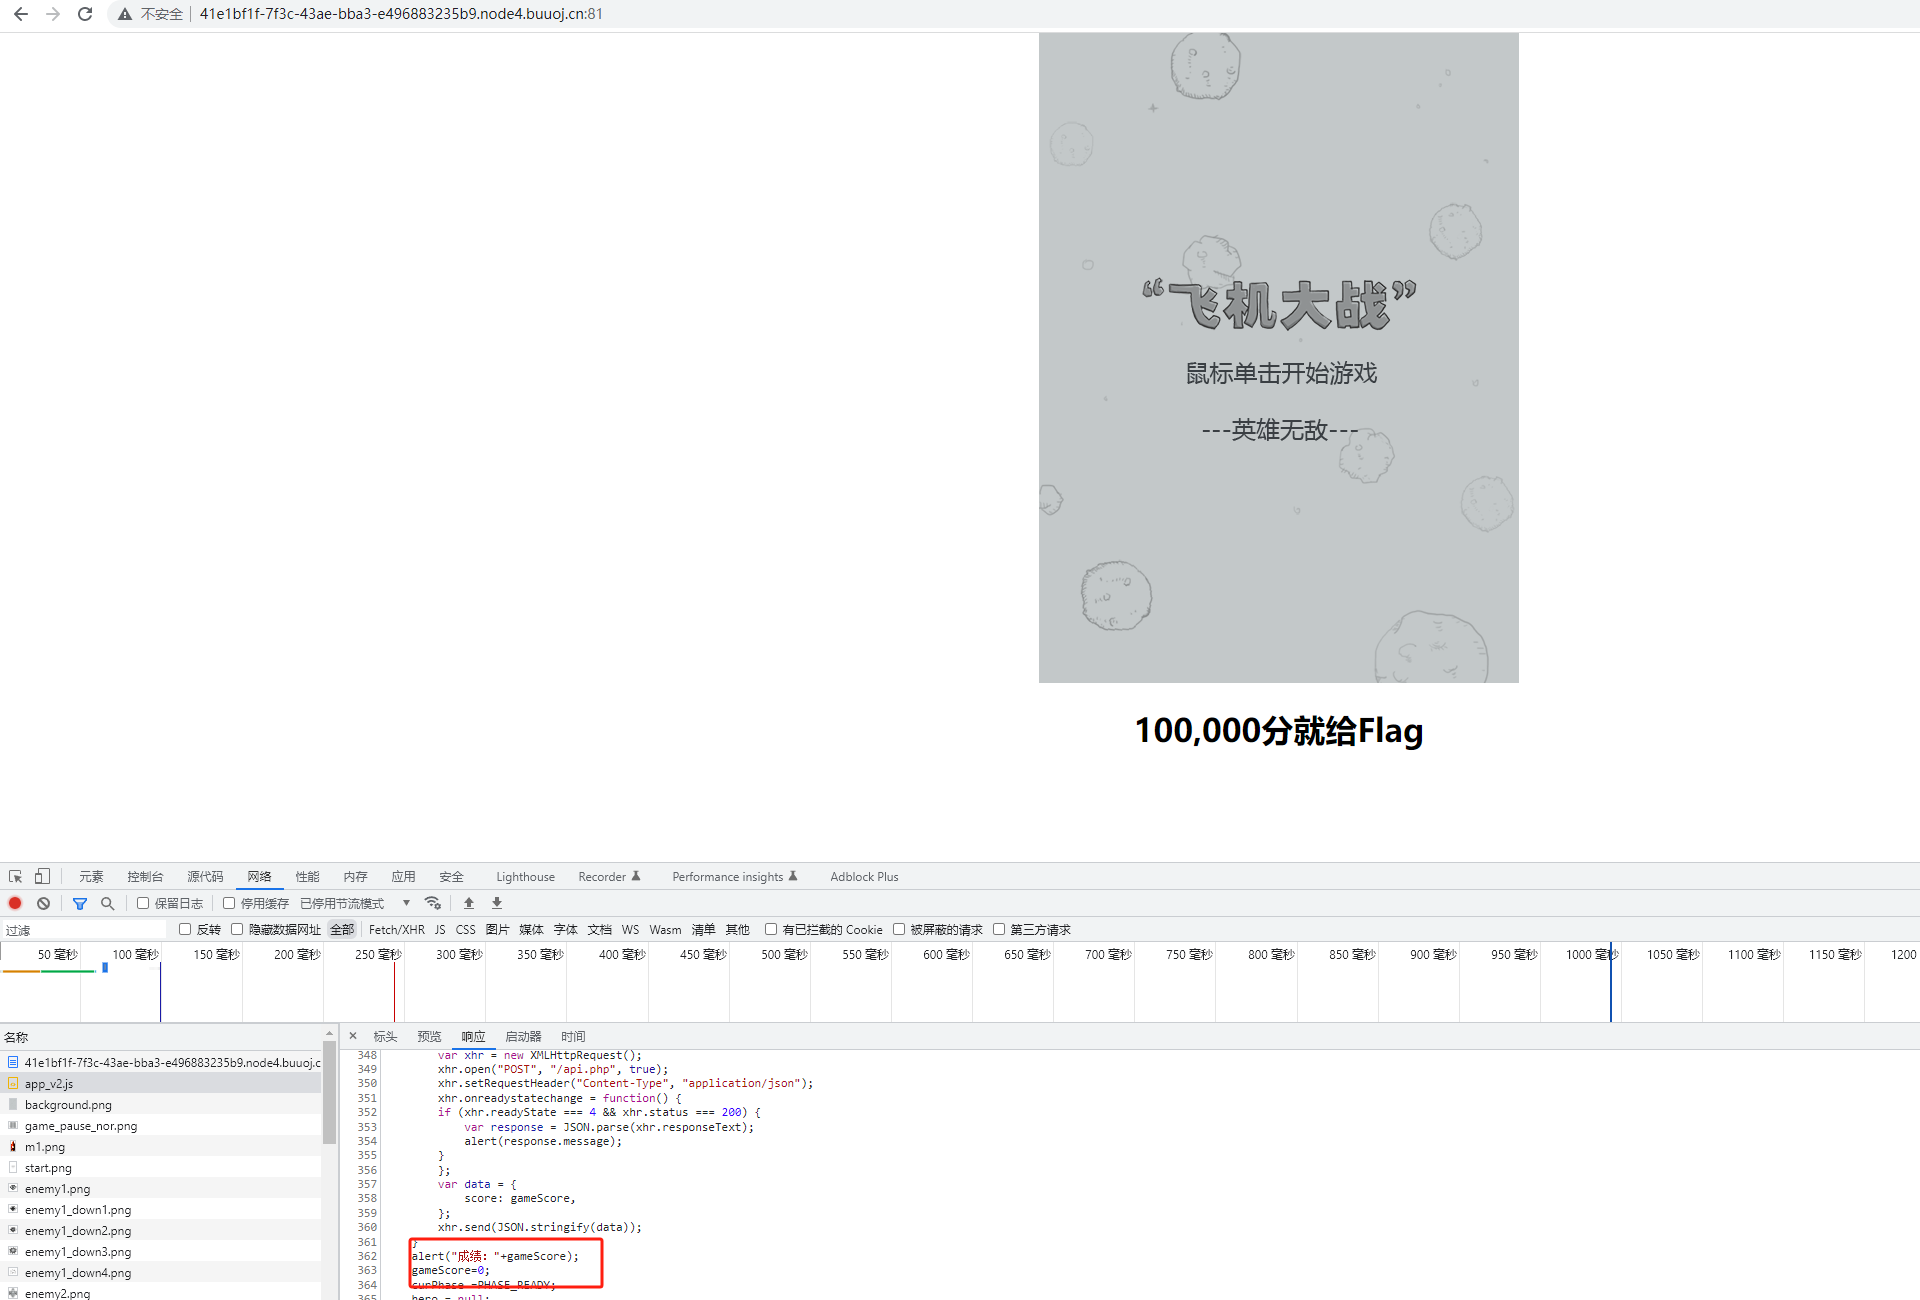 不安全 41e1bf1f-7f3c-43ae-bba3-e496883235b9.node4.buuoj.cn:81
“飞机大战”
鼠标单击开始游戏
---英雄无敌---
100,000分就给Flag
元素 控制台 源代码 网络 性能 内存 应用 安全 Lighthouse Recorder Performance insights Adblock Plus
保留日志 停用缓存 已停用节流模式
过滤 反转 隐藏数据网址 全部 Fetch/XHR JS CSS 图片 媒体 字体 文档 WS Wasm 清单 其他 有已拦截的 Cookie 被屏蔽的请求 第三方请求
50 毫秒 100 毫秒 150 毫秒 200 毫秒 250 毫秒 300 毫秒 350 毫秒 400 毫秒 450 毫秒 500 毫秒 550 毫秒 600 毫秒 650 毫秒 700 毫秒 750 毫秒 800 毫秒 850 毫秒 900 毫秒 950 毫秒 1000 毫秒 1050 毫秒 1100 毫秒 1150 毫秒 1200
名称
41e1bf1f-7f3c-43ae-bba3-e496883235b9.node4.buuoj.c
app_v2.js
background.png
game_pause_nor.png
m1.png
start.png
enemy1.png
enemy1_down1.png
enemy1_down2.png
enemy1_down3.png
enemy1_down4.png
enemy2.png
标头 预览 响应 启动器 时间
348 var xhr = new XMLHttpRequest();
349 xhr.open("POST", "/api.php", true);
350 xhr.setRequestHeader("Content-Type", "application/json");
351 xhr.onreadystatechange = function() {
352 if (xhr.readyState === 4 && xhr.status === 200) {
353 var response = JSON.parse(xhr.responseText);
354 alert(response.message);
355 }
356 };
357 var data = {
358 score: gameScore,
359 };
360 xhr.send(JSON.stringify(data));
361 }
362 alert("成绩: "+gameScore);
363 gameScore=0;
364 curPhase =PHASE_READY;
365 hero = null;